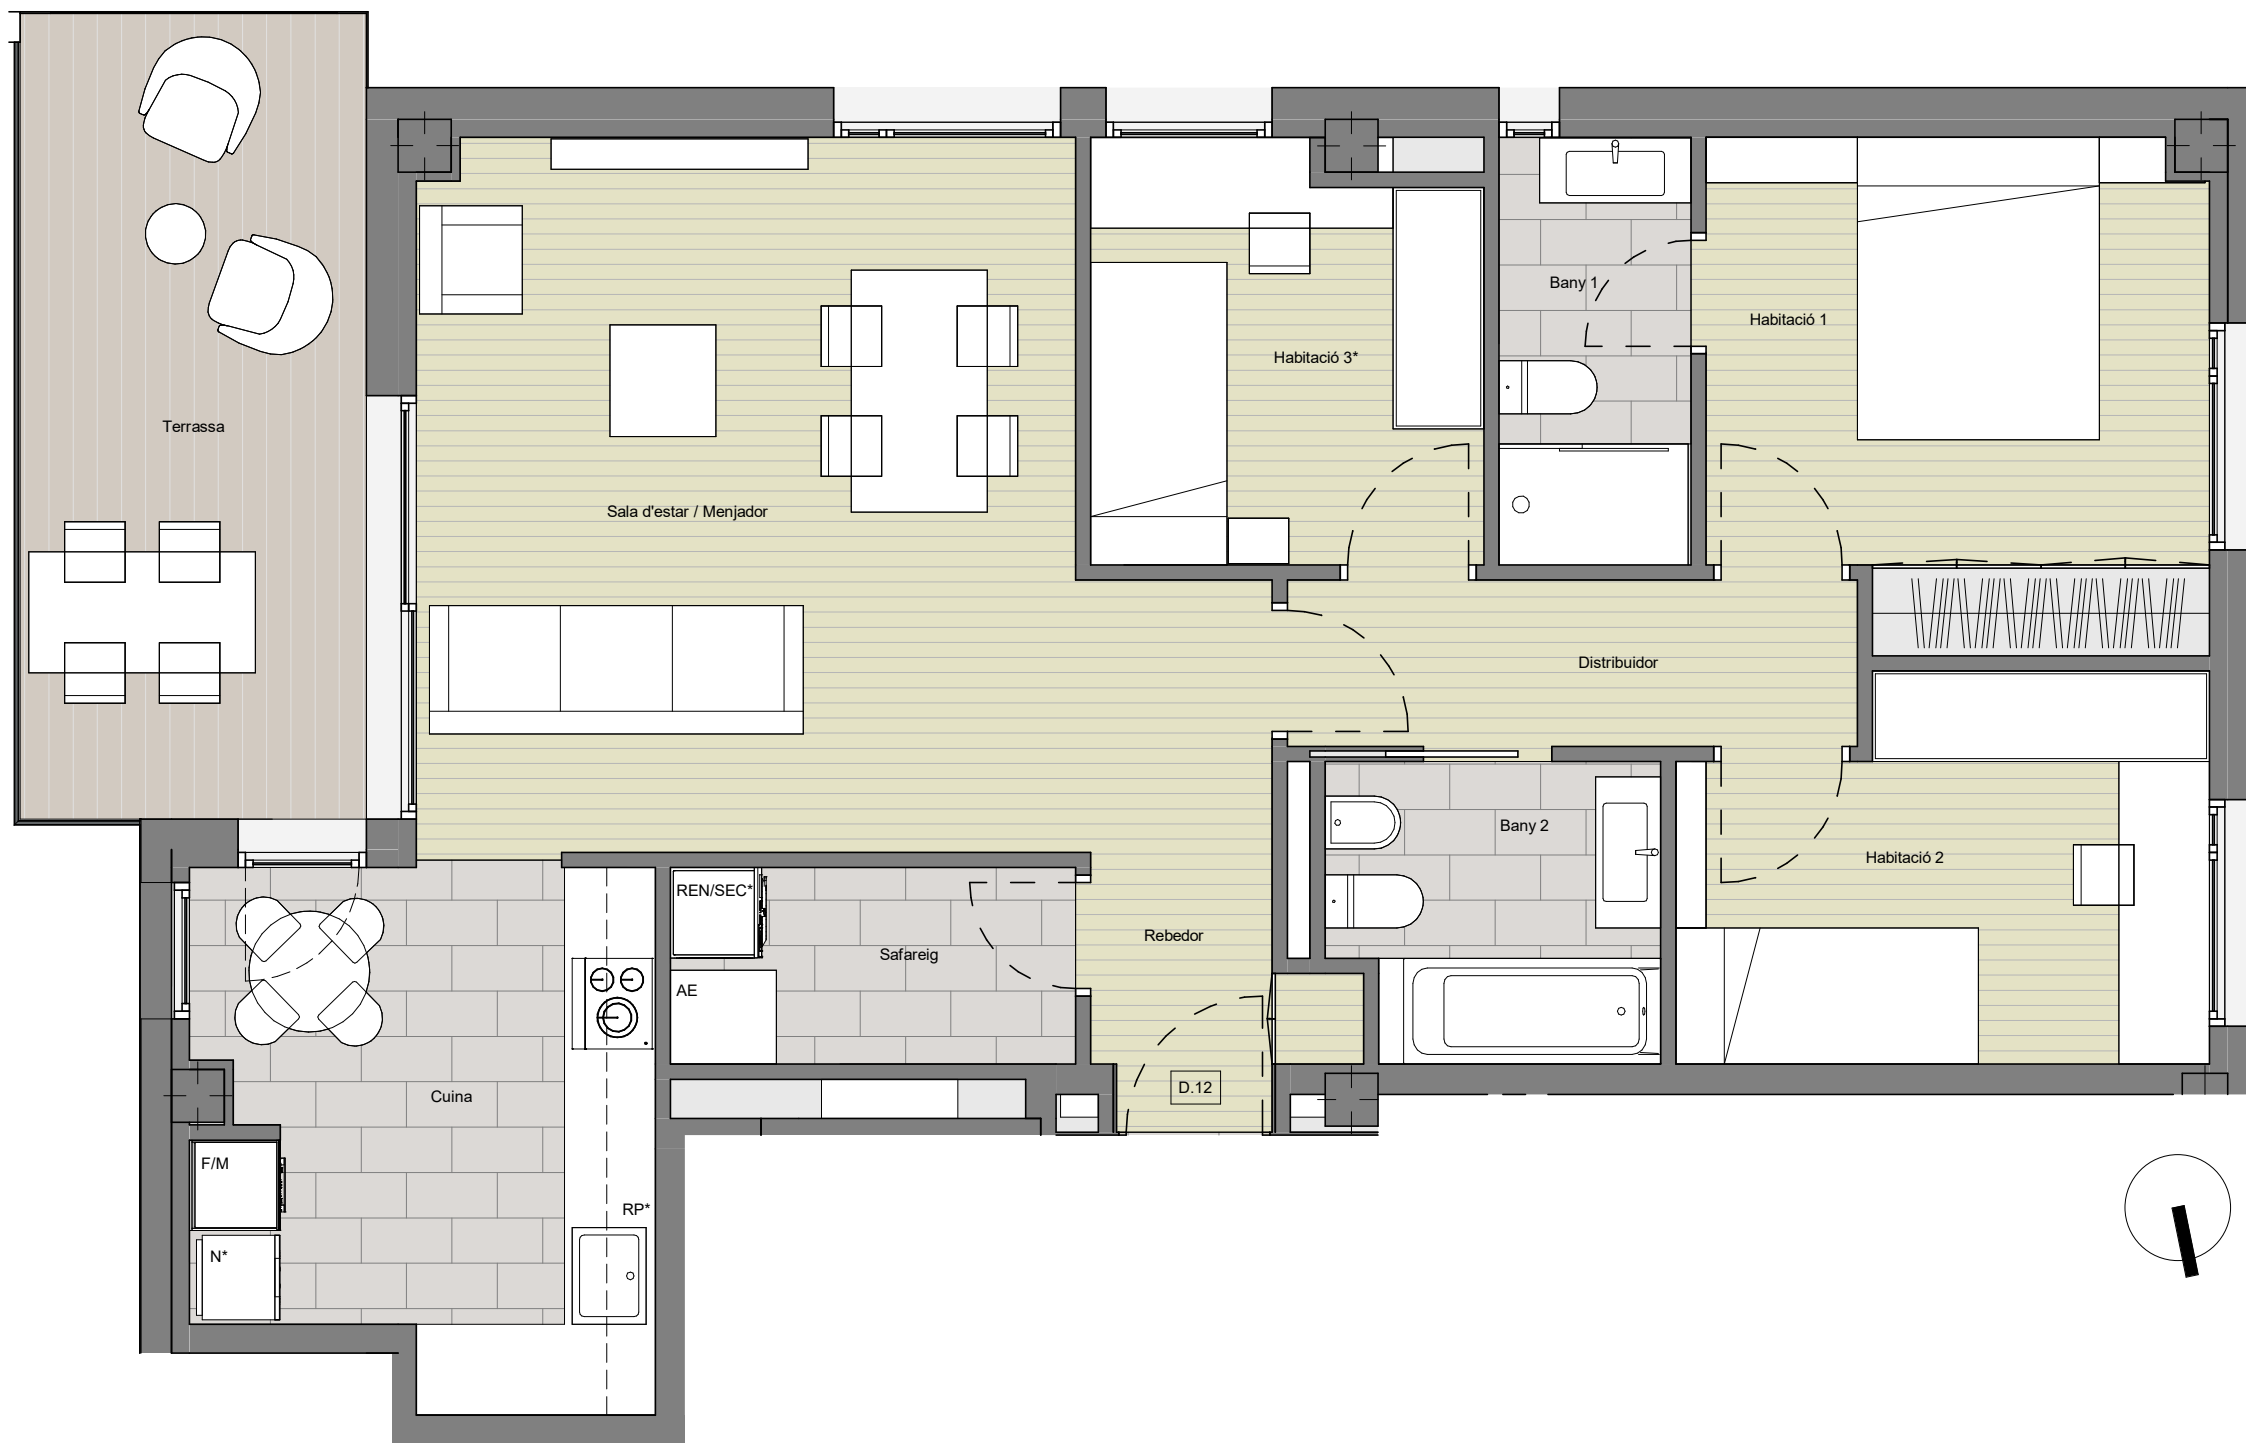 Bany 1
Habitació 1
Habitació 3*
Terrassa
Sala d'estar / Menjador
Distribuidor
Bany 2
Habitació 2
REN/SEC*
Rebedor
Safareig
AE
D.12
Cuina
F/M
RP*
N*